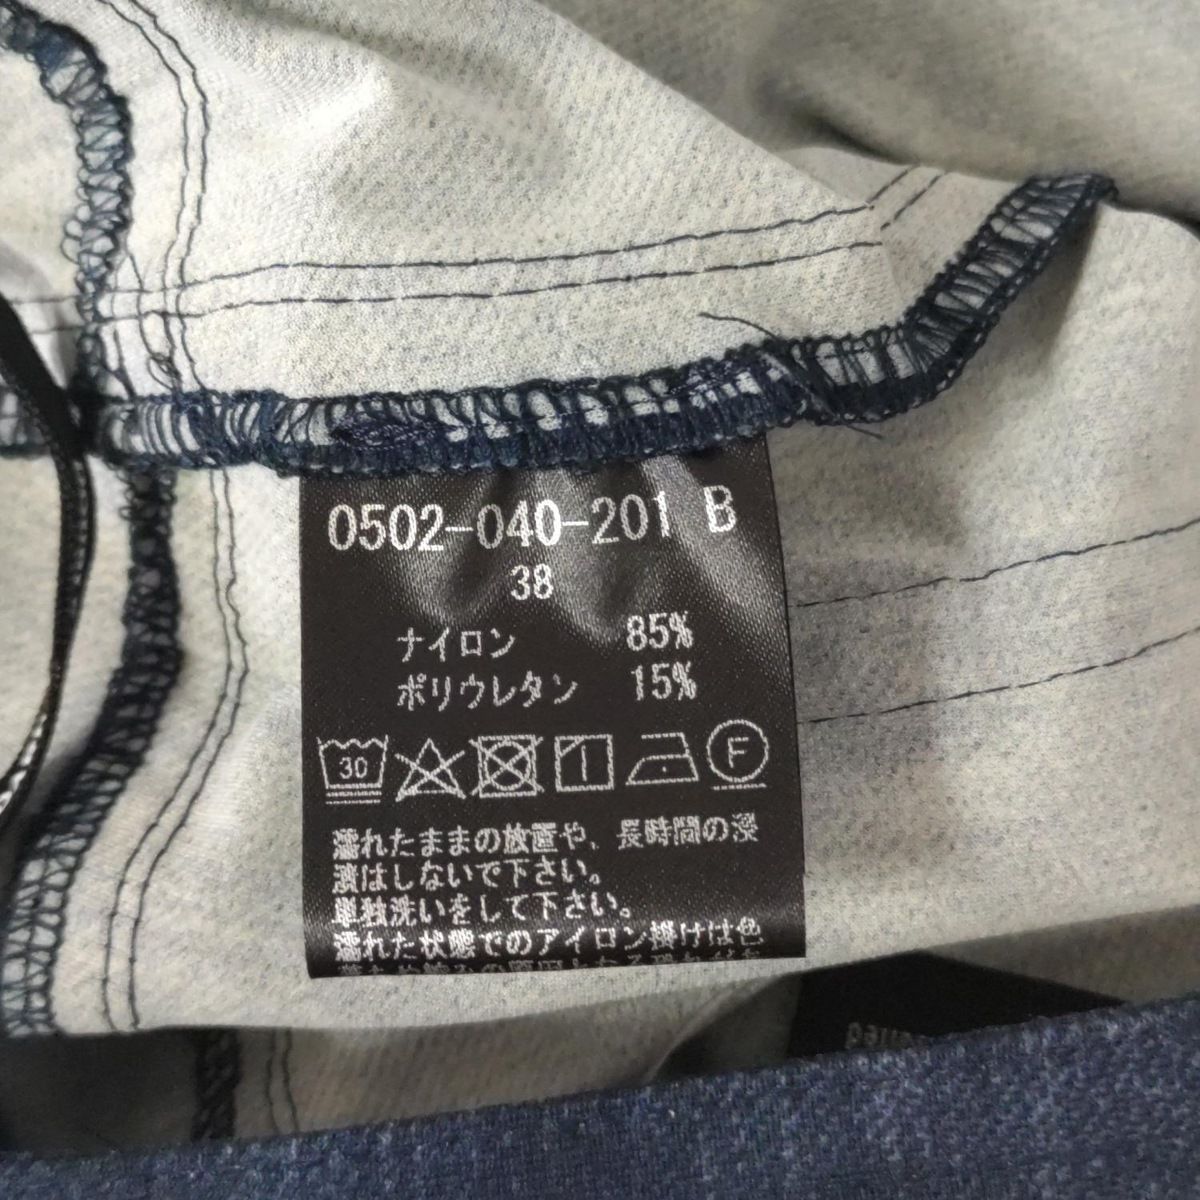 0502-040-201 B
38
ナイロン 85%
ポリウレタン 15%
30 F
濡れたままの放置や、長時間の浸
漬はしないで下さい。
単独洗いをして下さい。
濡れた状態でのアイロン掛けは色